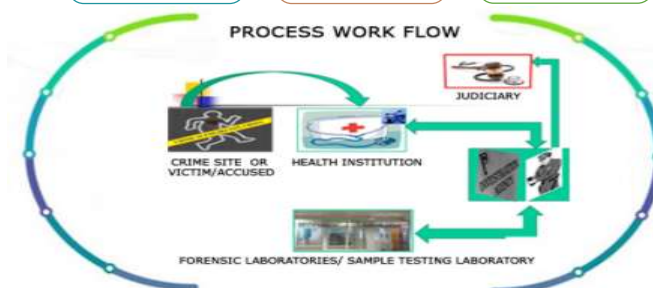 PROCESS WORK FLOW
JUDICIARY
CRIME SITE OR
VICTIM/ACCUSED
HEALTH INSTITUTION
FORENSIC LABORATORIES/ SAMPLE TESTING LABORATORY